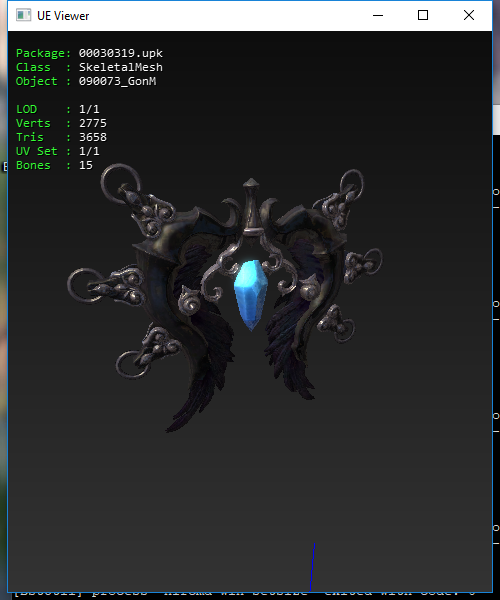 UE Viewer
Package: 00030319.upk
Class : SkeletalMesh
Object : 090073_GonM
LOD : 1/1
Verts : 2775
Tris : 3658
UV Set : 1/1
Bones : 15